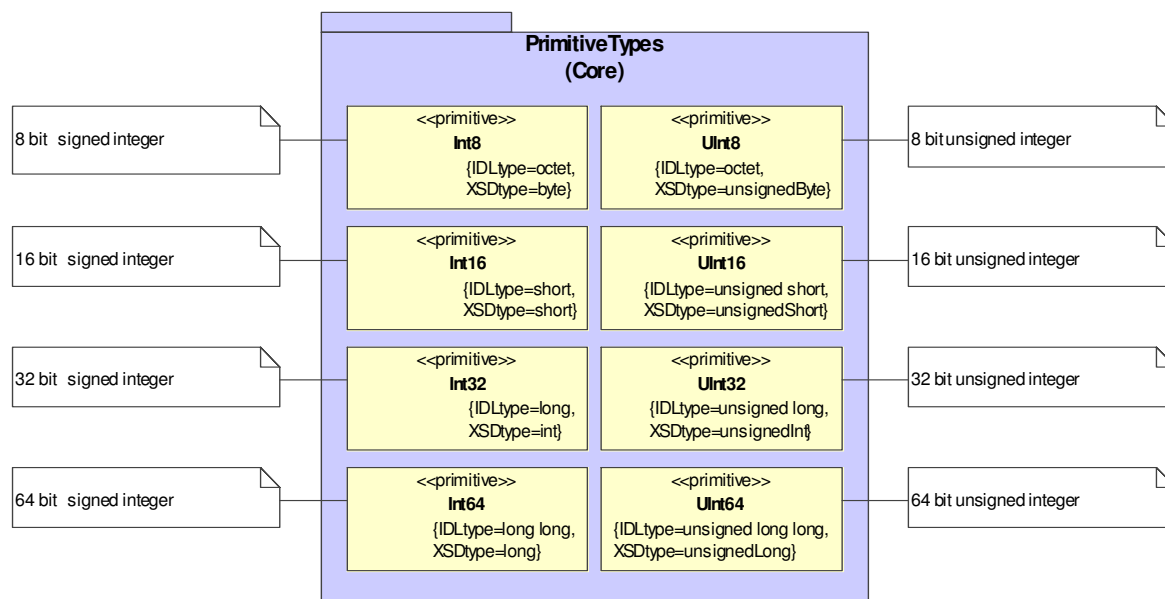 PrimitiveTypes
(Core)
8 bit signed integer
<<primitive>>
Int8
{IDLtype=octet,
XSDtype=byte}
<<primitive>>
UInt8
{IDLtype=octet,
XSDtype=unsignedByte}
8 bit unsigned integer
16 bit signed integer
<<primitive>>
Int16
{IDLtype=short,
XSDtype=short}
<<primitive>>
UInt16
{IDLtype=unsigned short,
XSDtype=unsignedShort}
16 bit unsigned integer
32 bit signed integer
<<primitive>>
Int32
{IDLtype=long,
XSDtype=int}
<<primitive>>
UInt32
{IDLtype=unsigned long,
XSDtype=unsignedInt}
32 bit unsigned integer
64 bit signed integer
<<primitive>>
Int64
{IDLtype=long long,
XSDtype=long}
<<primitive>>
UInt64
{IDLtype=unsigned long long,
XSDtype=unsignedLong}
64 bit unsigned integer